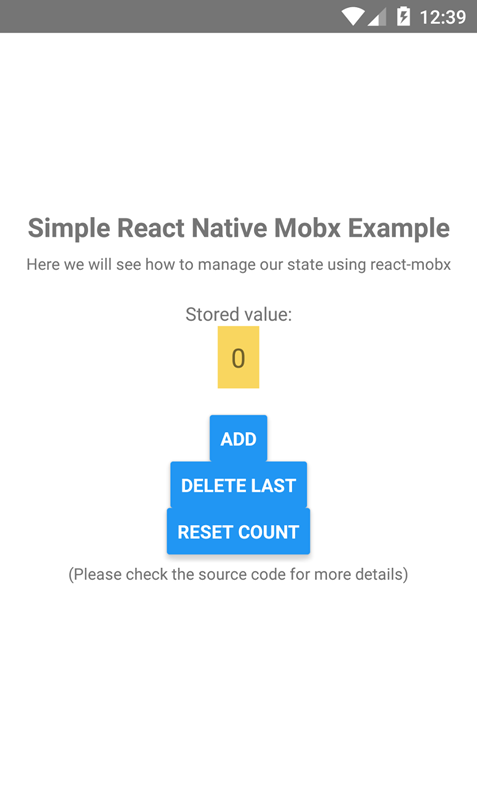 12:39
Simple React Native Mobx Example
Here we will see how to manage our state using react-mobx
Stored value:
0
ADD
DELETE LAST
RESET COUNT
(Please check the source code for more details)